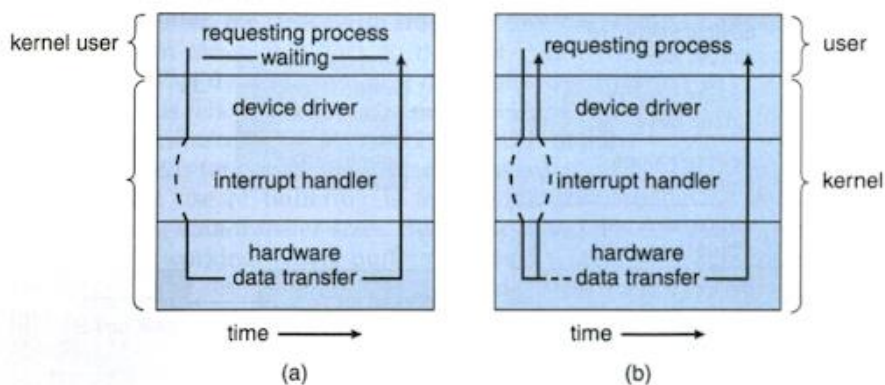 kernel user
requesting process
waiting
device driver
interrupt handler
hardware
data transfer
time
(a)
requesting process
device driver
interrupt handler
hardware
data transfer
user
kernel
time
(b)